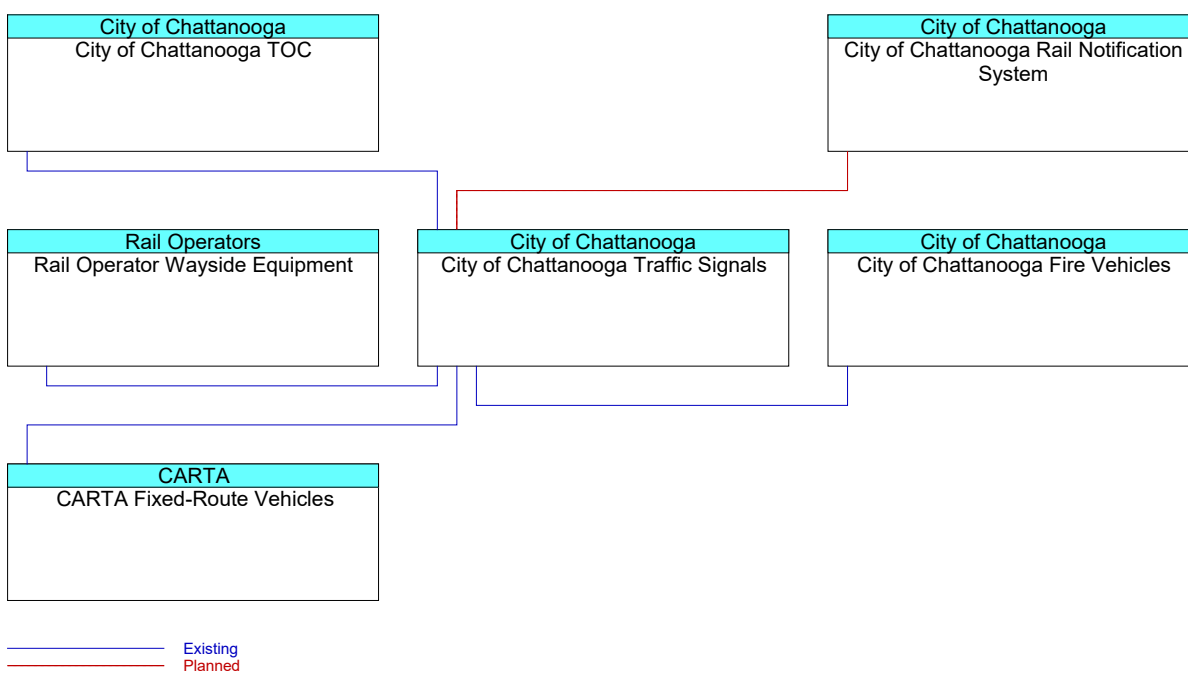 City of Chattanooga
City of Chattanooga TOC
City of Chattanooga
City of Chattanooga Rail Notification
System
Rail Operators
Rail Operator Wayside Equipment
City of Chattanooga
City of Chattanooga Traffic Signals
City of Chattanooga
City of Chattanooga Fire Vehicles
CARTA
CARTA Fixed-Route Vehicles
Existing
Planned